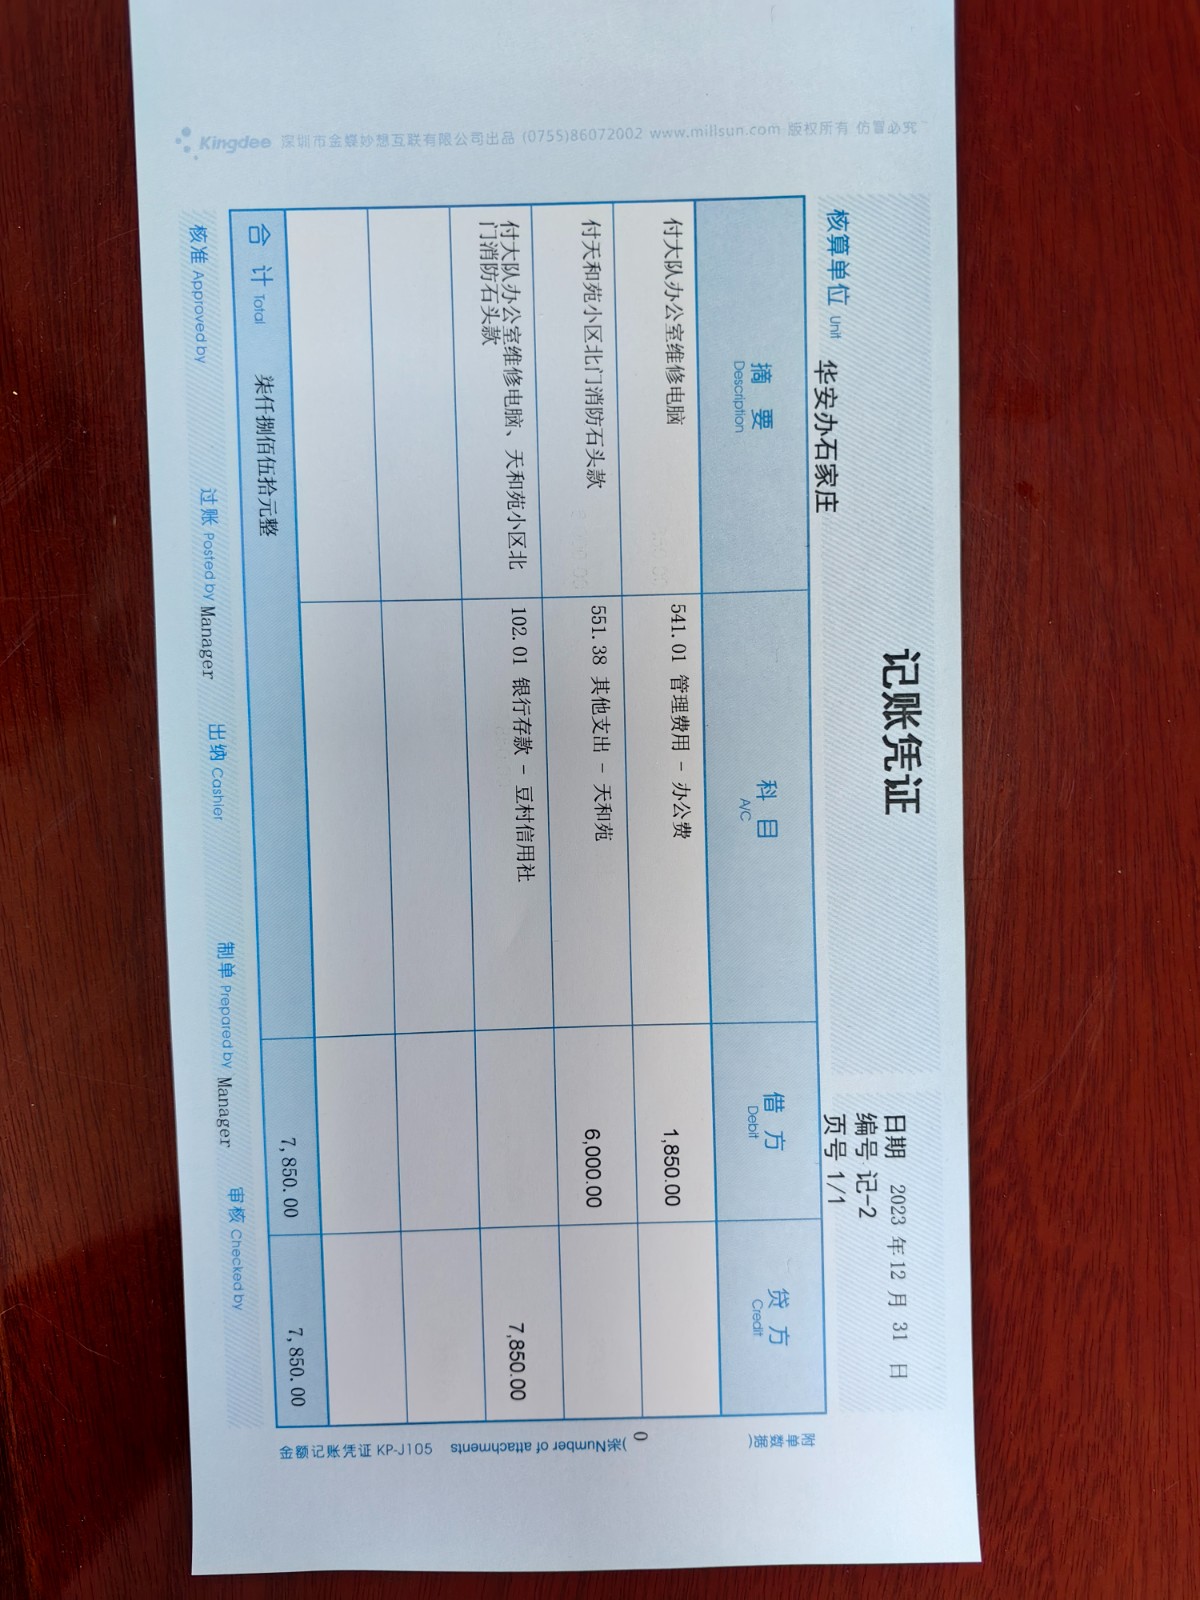 记账凭证
日期 2023 年 12 月 31 日
编号 记-2
核算单位 Unit 华安办石家庄
页号 1/1
摘 要 科 目 借 方 贷 方
Description A/C Debit Credit
付大队办公室维修电脑 541.01 管理费用 - 办公费 1,850.00
付天和苑小区北门消防石头款 551.38 其他支出 - 天和苑 6,000.00
付大队办公室维修电脑、天和苑小区北 102.01 银行存款 - 豆村信用社 7,850.00
门消防石头款
合 计 Total 柒仟捌佰伍拾元整 7,850.00 7,850.00
核准 Approved by 过账 Posted by Manager 出纳 Cashier 制单 Prepared by Manager 审核 Checked by
附单数据( 0 )张 Number of attachments
金额记账凭证 KP-J105
Kingdee 深圳市金蝶妙想互联有限公司出品 (0755)86072002 www.millsun.com 版权所有 仿冒必究